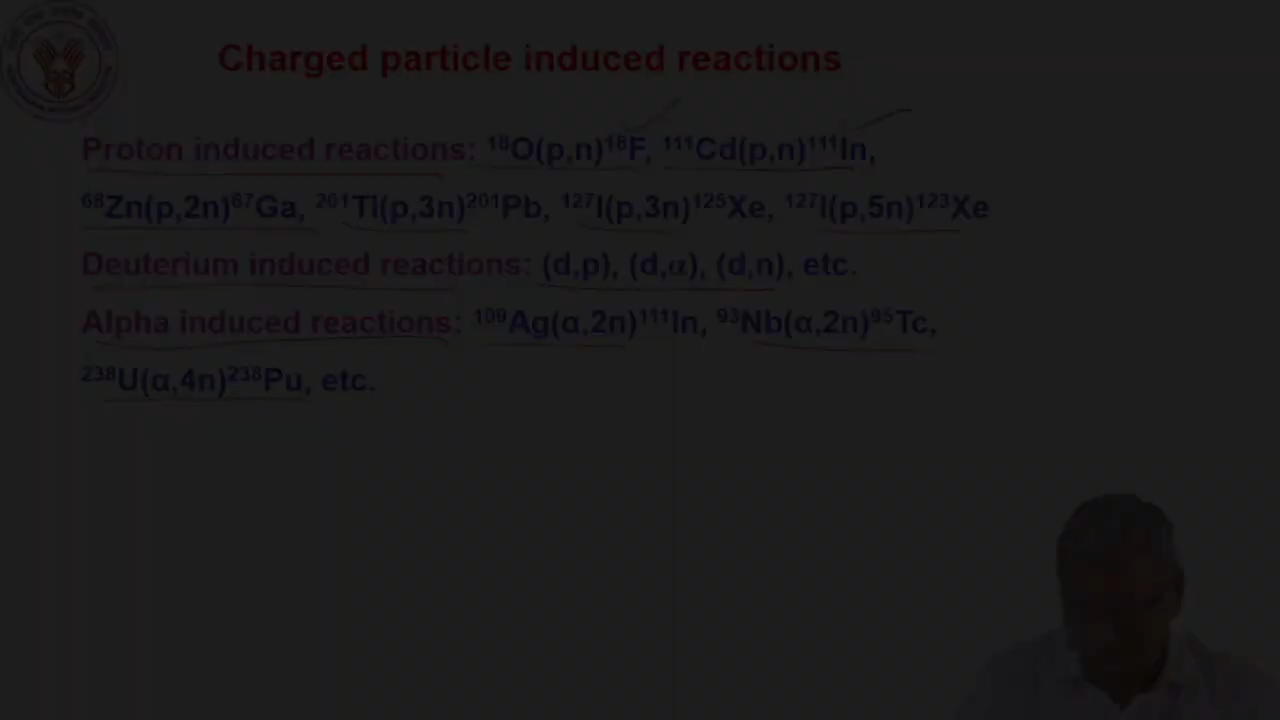 Charged particle induced reactions
Proton induced reactions: ¹⁸O(p,n)¹⁸F, ¹¹¹Cd(p,n)¹¹¹In,
⁶⁸Zn(p,2n)⁶⁷Ga, ²⁰¹Tl(p,3n)²⁰¹Pb, ¹²⁷I(p,3n)¹²⁵Xe, ¹²⁷I(p,5n)¹²³Xe
Deuterium induced reactions: (d,p), (d,α), (d,n), etc.
Alpha induced reactions: ¹⁰⁹Ag(α,2n)¹¹¹In, ⁹³Nb(α,2n)⁹⁵Tc,
²³⁸U(α,4n)²³⁸Pu, etc.